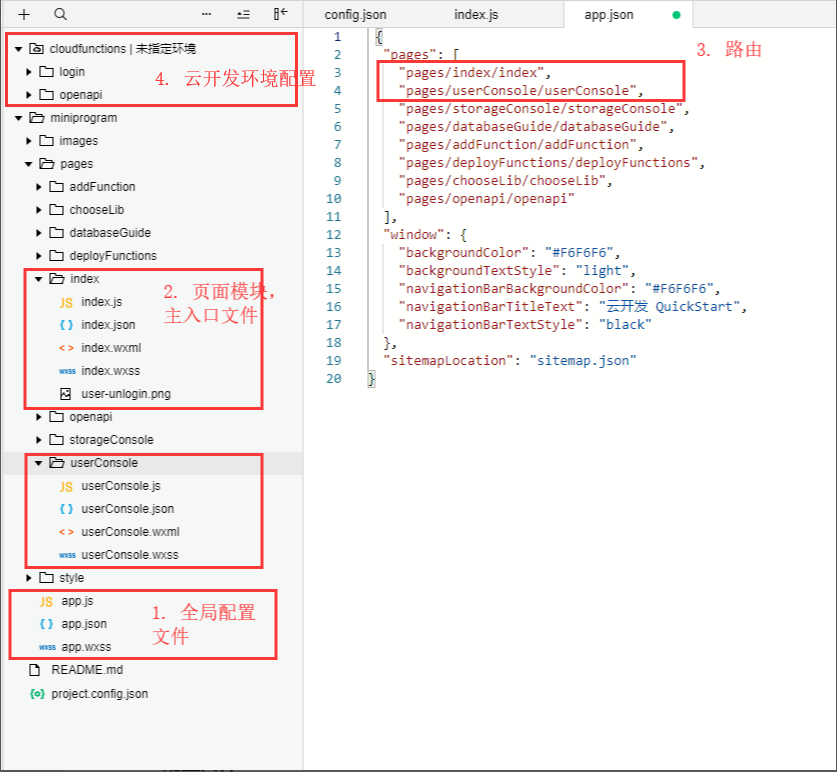 config.json index.js app.json
cloudfunctions | 未指定环境
login
openapi
4. 云开发环境配置
miniprogram
images
pages
addFunction
chooseLib
databaseGuide
deployFunctions
index
JS index.js
{ } index.json
< > index.wxml
wxss index.wxss
user-unlogin.png
2. 页面模块,
主入口文件
openapi
storageConsole
userConsole
JS userConsole.js
{ } userConsole.json
< > userConsole.wxml
wxss userConsole.wxss
style
JS app.js
{ } app.json
wxss app.wxss
1. 全局配置
文件
README.md
{o} project.config.json
3. 路由
1 {
2 "pages": [
3 "pages/index/index",
4 "pages/userConsole/userConsole",
5 "pages/storageConsole/storageConsole",
6 "pages/databaseGuide/databaseGuide",
7 "pages/addFunction/addFunction",
8 "pages/deployFunctions/deployFunctions",
9 "pages/chooseLib/chooseLib",
10 "pages/openapi/openapi"
11 ],
12 "window": {
13 "backgroundColor": "#F6F6F6",
14 "backgroundTextStyle": "light",
15 "navigationBarBackgroundColor": "#F6F6F6",
16 "navigationBarTitleText": "云开发 QuickStart",
17 "navigationBarTextStyle": "black"
18 },
19 "sitemapLocation": "sitemap.json"
20 }